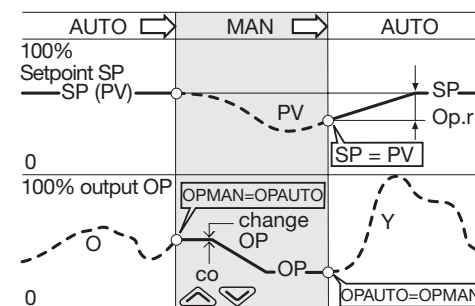 AUTO MAN AUTO
100%
Setpoint SP
SP (PV) SP
PV Op.r
SP = PV
0
100% output OP
OPMAN=OPAUTO
change
OP Y
O
co OP
0 OPAUTO=OPMAN